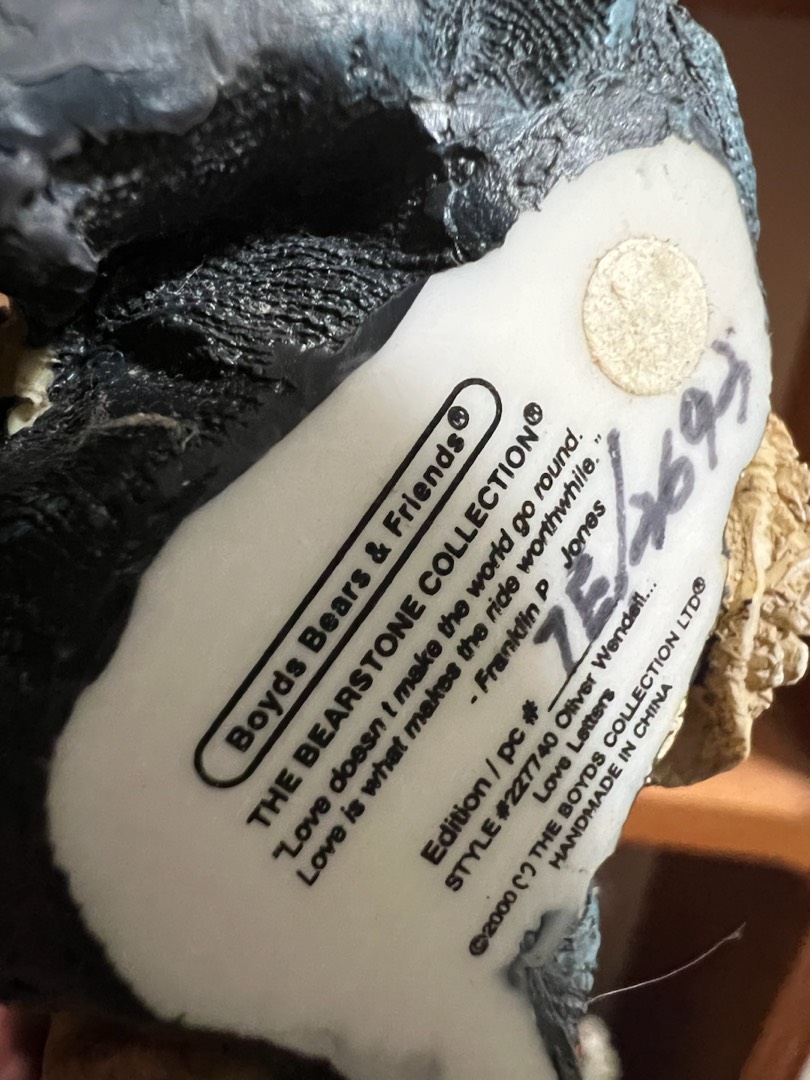 Boyds Bears & Friends®
THE BEARSTONE COLLECTION®
"Love doesn't make the world go round.
Love is what makes the ride worthwhile."
- Franklin P. Jones
Edition / pc # 7E/
STYLE #227740 Oliver Wendell...
Love Letters
©2000 THE BOYDS COLLECTION LTD®
HANDMADE IN CHINA